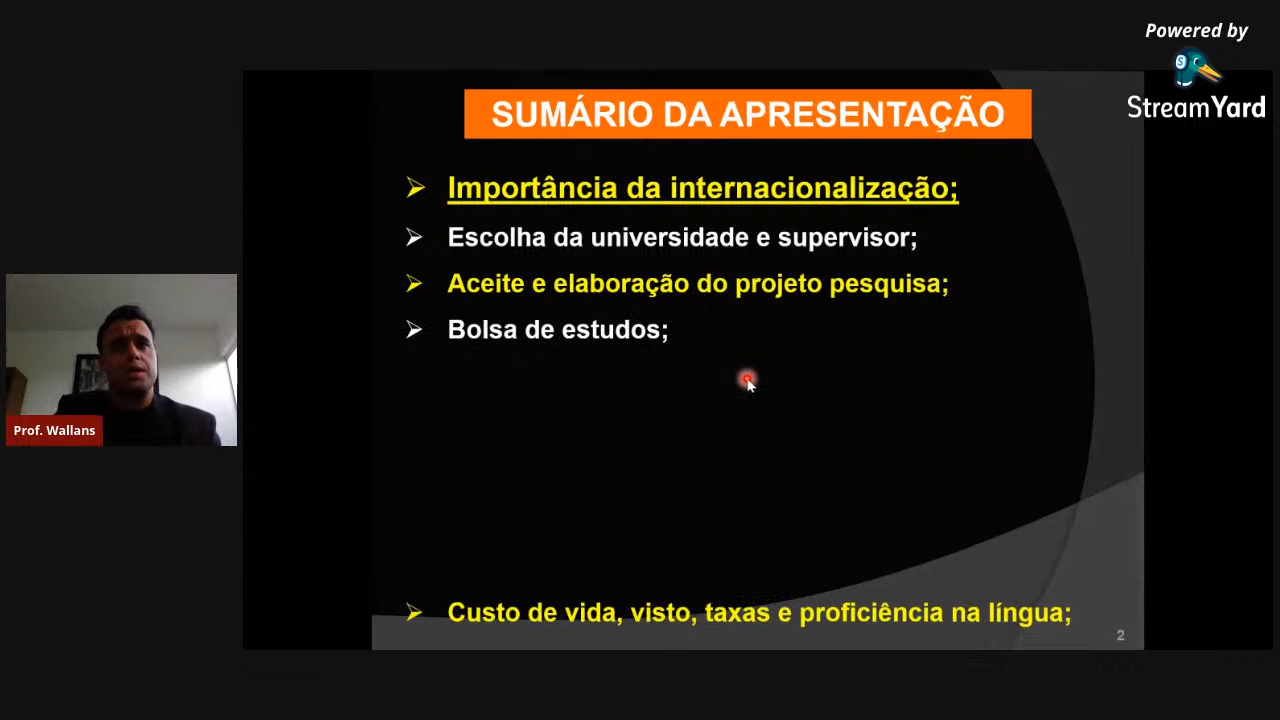 Powered by
StreamYard
SUMÁRIO DA APRESENTAÇÃO
Importância da internacionalização;
Escolha da universidade e supervisor;
Aceite e elaboração do projeto pesquisa;
Bolsa de estudos;
Prof. Wallans
Custo de vida, visto, taxas e proficiência na língua;
2